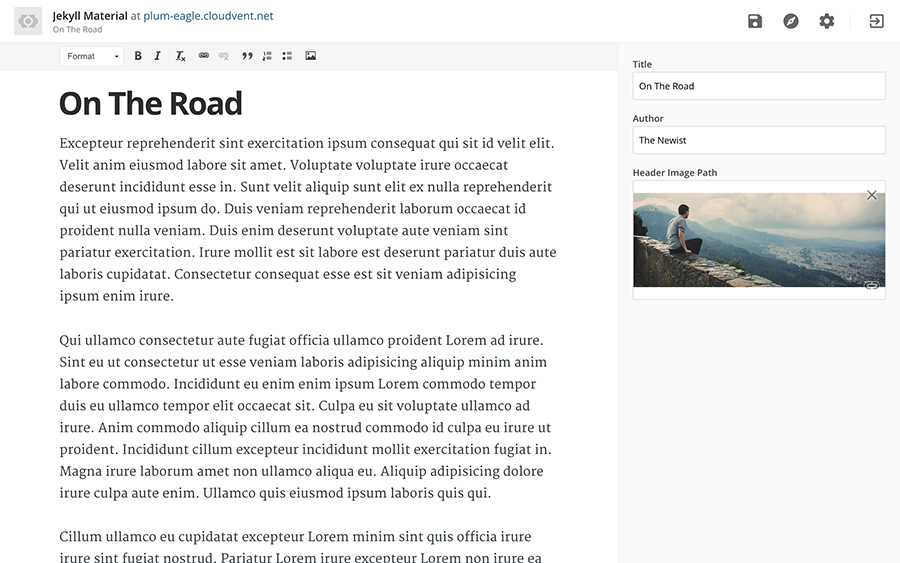 Jekyll Material at plum-eagle.cloudvent.net
On The Road
Format
B I Tx
Title
On The Road
Author
The Newist
Header Image Path
On The Road
Excepteur reprehenderit sint exercitation ipsum consequat qui sit id velit elit.
Velit anim eiusmod labore sit amet. Voluptate voluptate irure occaecat
deserunt incididunt esse in. Sunt velit aliquip sunt elit ex nulla reprehenderit
qui ut eiusmod ipsum do. Duis veniam reprehenderit laborum occaecat id
proident nulla veniam. Duis enim deserunt voluptate aute veniam sint
pariatur exercitation. Irure mollit est sit labore est deserunt pariatur duis aute
laboris cupidatat. Consectetur consequat esse est sit veniam adipisicing
ipsum enim irure.
Qui ullamco consectetur aute fugiat officia ullamco proident Lorem ad irure.
Sint eu ut consectetur ut esse veniam laboris adipisicing aliquip minim anim
labore commodo. Incididunt eu enim enim ipsum Lorem commodo tempor
duis eu ullamco tempor elit occaecat sit. Culpa eu sit voluptate ullamco ad
irure. Anim commodo aliquip cillum ea nostrud commodo id culpa eu irure ut
proident. Incididunt cillum excepteur incididunt mollit exercitation fugiat in.
Magna irure laborum amet non ullamco aliqua eu. Aliquip adipisicing dolore
irure culpa aute enim. Ullamco quis eiusmod ipsum laboris quis qui.
Cillum ullamco eu cupidatat excepteur Lorem minim sint quis officia irure
irure sint fugiat nostrud. Pariatur Lorem irure excepteur Lorem non irure ea